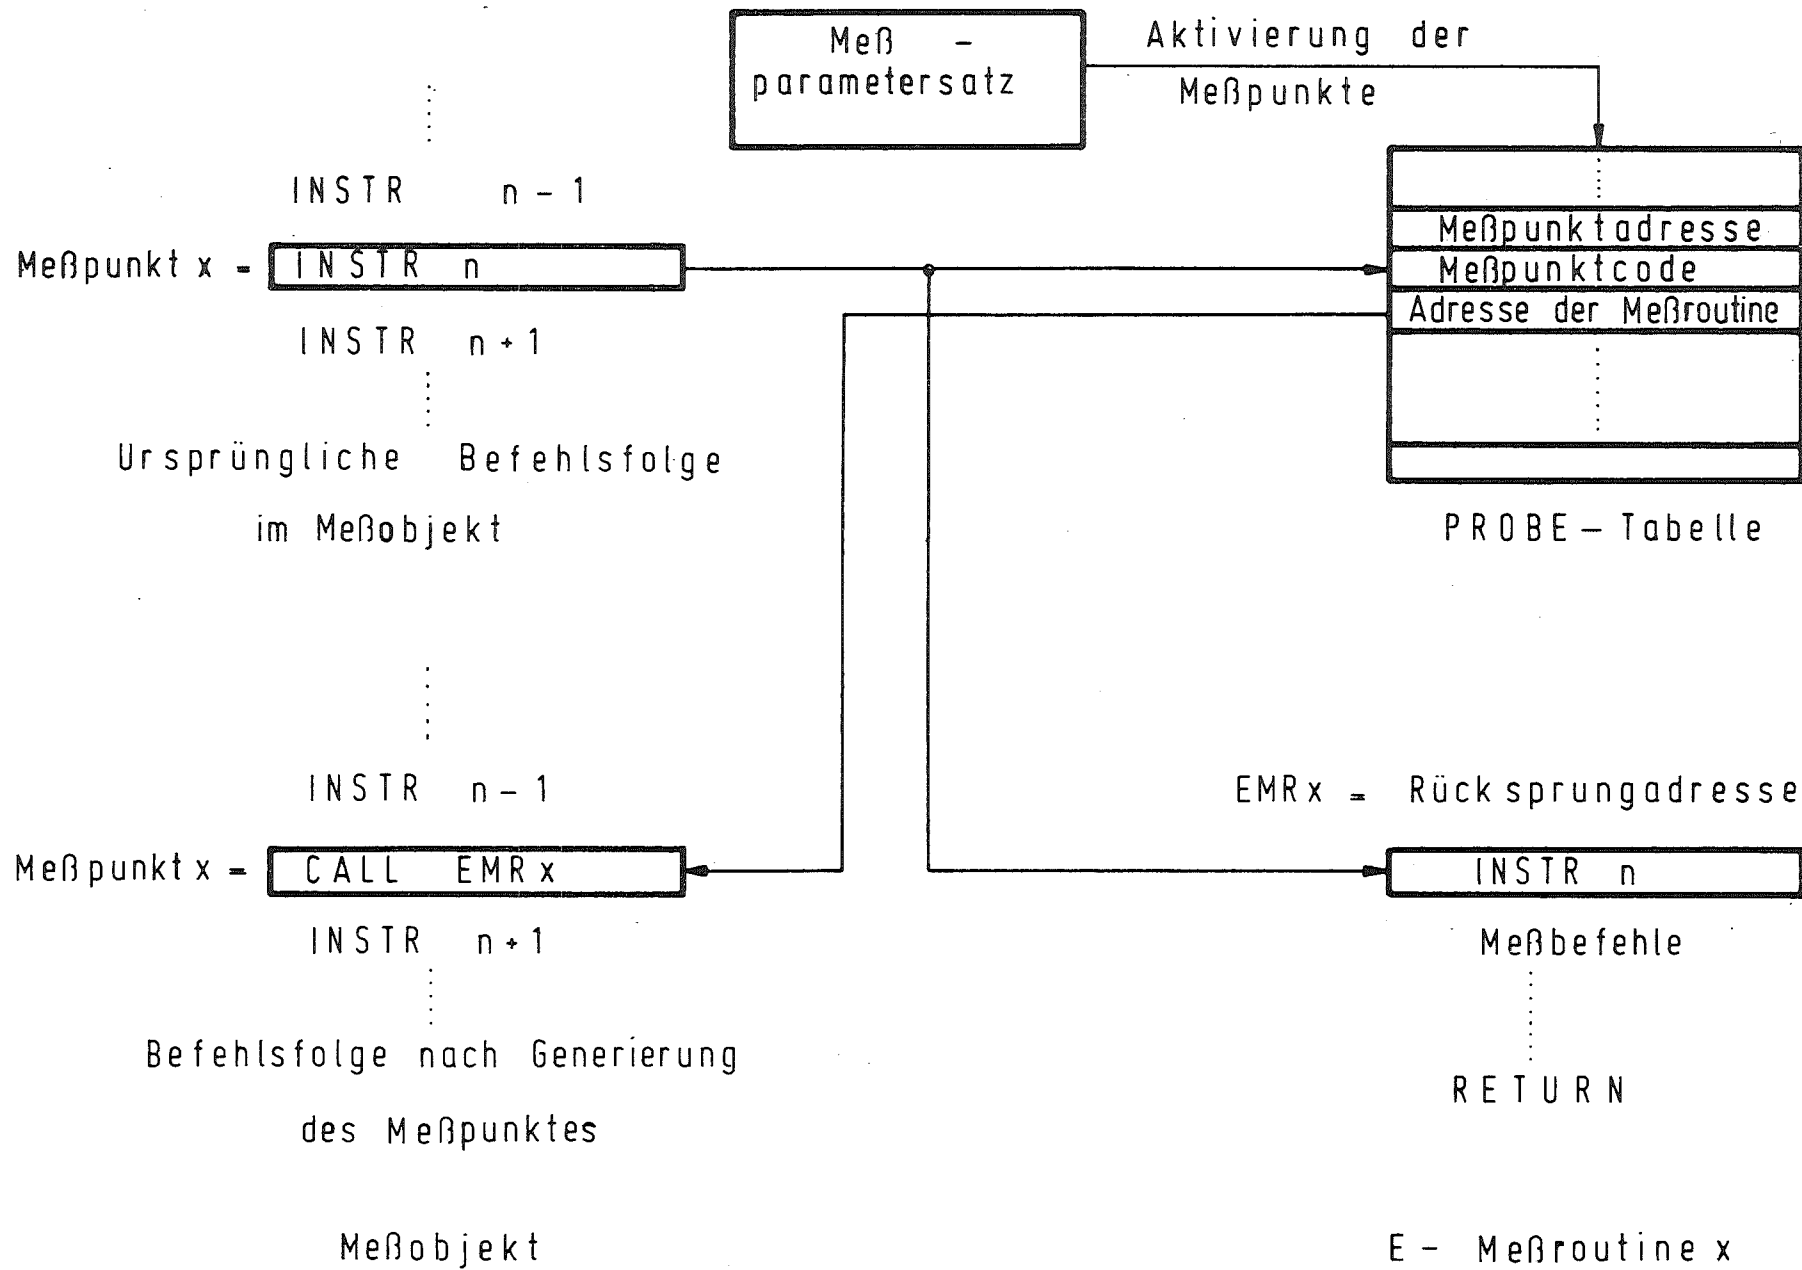 Meß -
parametersatz
Aktivierung der
Meßpunkte
INSTR n - 1
Meßpunkt x = INSTR n
INSTR n + 1
Ursprüngliche Befehlsfolge
im Meßobjekt
Meßpunktadresse
Meßpunktcode
Adresse der Meßroutine
PROBE - Tabelle
INSTR n - 1
Meßpunkt x = CALL EMRx
INSTR n + 1
Befehlsfolge nach Generierung
des Meßpunktes
Meßobjekt
EMRx = Rücksprungadresse
INSTR n
Meßbefehle
RETURN
E - Meßroutine x